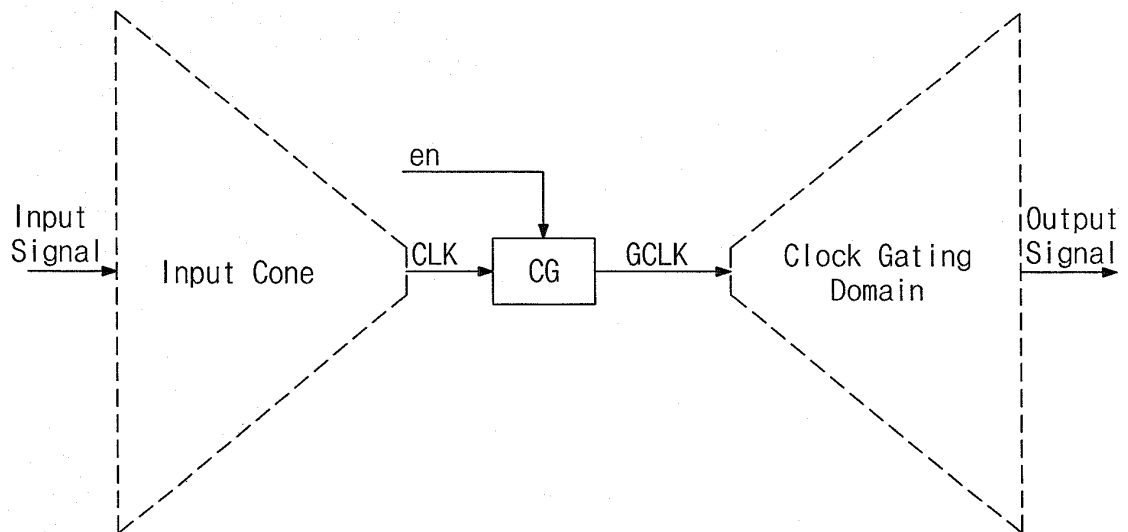 en
Input
Signal
Input Cone
CLK
CG
GCLK
Clock Gating
Domain
Output
Signal